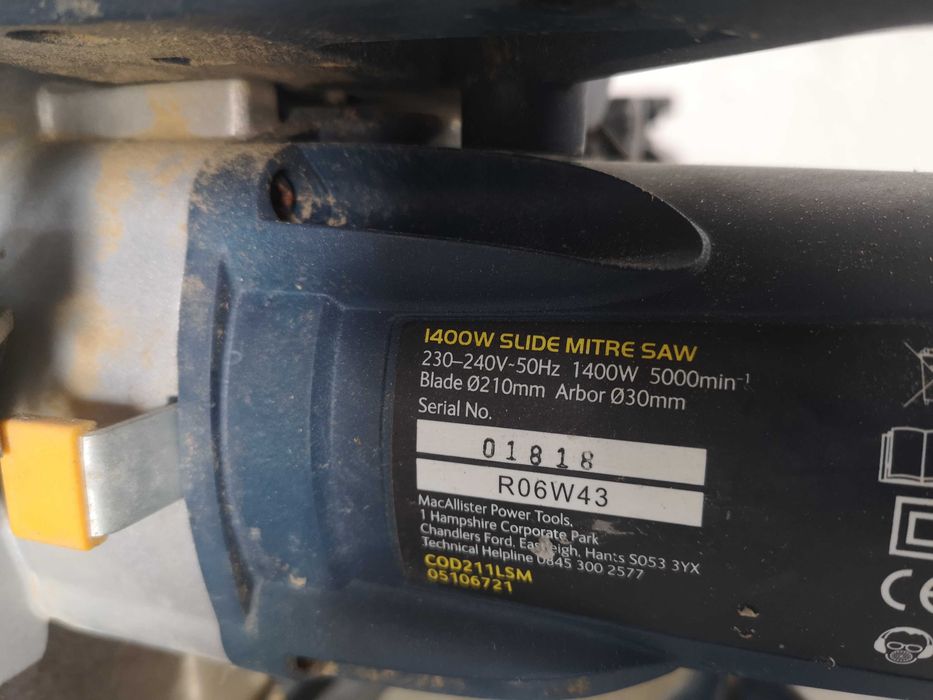 1400W SLIDE MITRE SAW
230–240V~50Hz 1400W 5000min⁻¹
Blade Ø210mm Arbor Ø30mm
Serial No.
01818
R06W43
MacAllister Power Tools,
1 Hampshire Corporate Park
Chandlers Ford, Eastleigh, Hants SO53 3YX
Technical Helpline 0845 300 2577
COD211LSM
05106721
CE